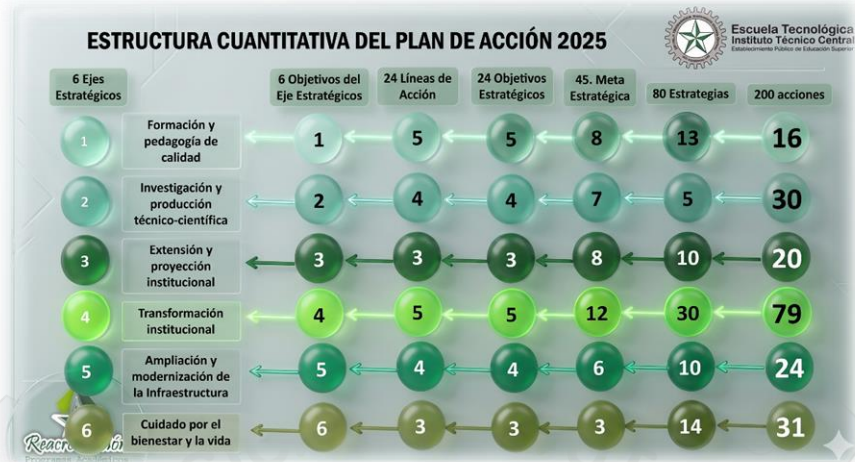 ESTRUCTURA CUANTITATIVA DEL PLAN DE ACCIÓN 2025
Escuela Tecnológica
Instituto Técnico Central
Establecimiento Público de Educación Superior
6 Ejes
Estratégicos
6 Objetivos del
Eje Estratégicos
24 Líneas de
Acción
24 Objetivos
Estratégicos
45. Meta
Estratégica
80 Estrategias
200 acciones
1
Formación y
pedagogía de
calidad
1
5
5
8
13
16
2
Investigación y
producción
técnico-científica
2
4
4
7
5
30
3
Extensión y
proyección
institucional
3
3
3
8
10
20
4
Transformación
institucional
4
5
5
12
30
79
5
Ampliación y
modernización de
la Infraestructura
5
4
4
6
10
24
6
Cuidado por el
bienestar y la vida
6
3
3
3
14
31